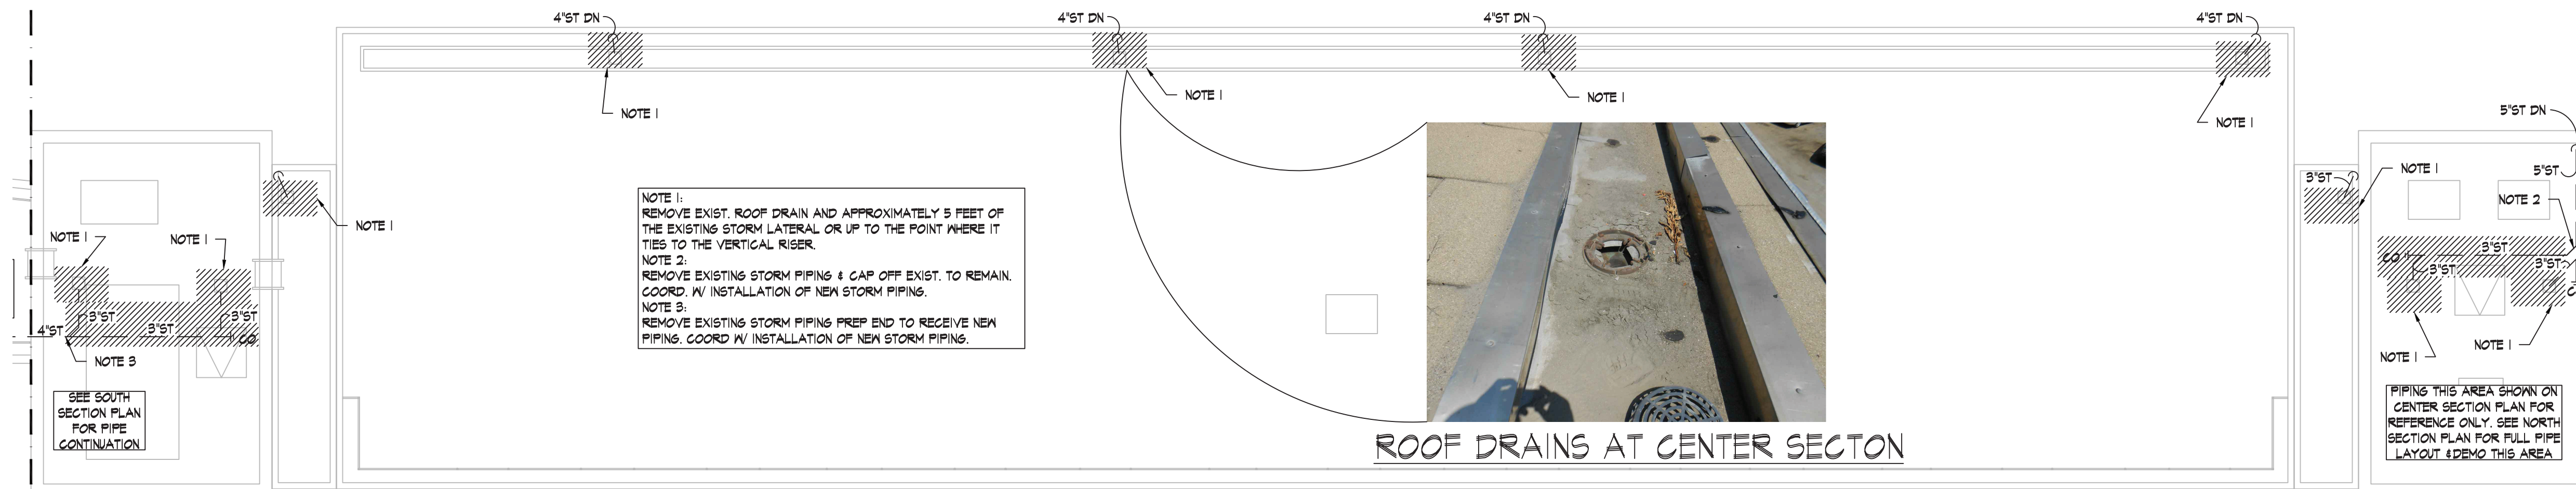 4"ST DN
4"ST DN
4"ST DN
4"ST DN
NOTE 1
NOTE 1
NOTE 1
NOTE 1
5"ST DN
NOTE 1
NOTE 1
NOTE 1
3"ST
3"ST
4"ST
3"ST
CO
NOTE 3
SEE SOUTH
SECTION PLAN
FOR PIPE
CONTINUATION
NOTE 1:
REMOVE EXIST. ROOF DRAIN AND APPROXIMATELY 5 FEET OF
THE EXISTING STORM LATERAL OR UP TO THE POINT WHERE IT
TIES TO THE VERTICAL RISER.
NOTE 2:
REMOVE EXISTING STORM PIPING & CAP OFF EXIST. TO REMAIN.
COORD. W/ INSTALLATION OF NEW STORM PIPING.
NOTE 3:
REMOVE EXISTING STORM PIPING PREP END TO RECEIVE NEW
PIPING. COORD W/ INSTALLATION OF NEW STORM PIPING.
ROOF DRAINS AT CENTER SECTON
3"ST
NOTE 1
5"ST
NOTE 2
3"ST
CO
3"ST
3"ST
NOTE 1
NOTE 1
PIPING THIS AREA SHOWN ON
CENTER SECTION PLAN FOR
REFERENCE ONLY. SEE NORTH
SECTION PLAN FOR FULL PIPE
LAYOUT & DEMO THIS AREA